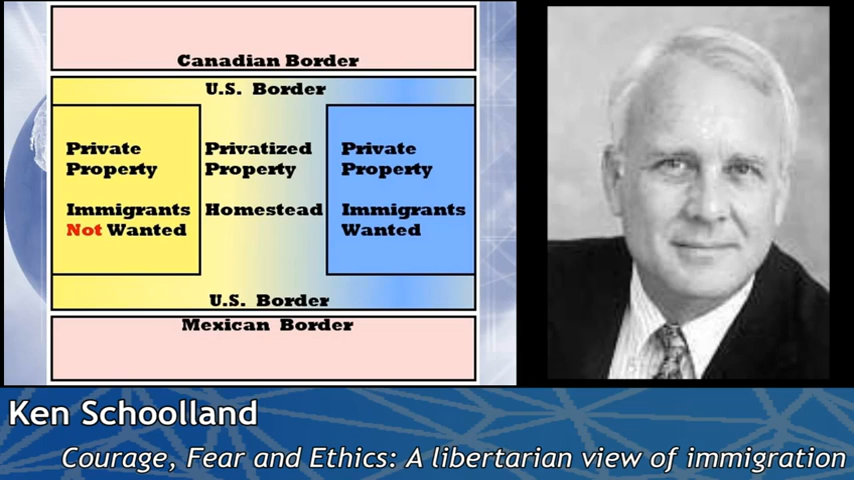 Canadian Border
U.S. Border
Private Property
Immigrants Not Wanted
Privatized Property
Homestead
Private Property
Immigrants Wanted
U.S. Border
Mexican Border
Ken Schoolland
Courage, Fear and Ethics: A libertarian view of immigration